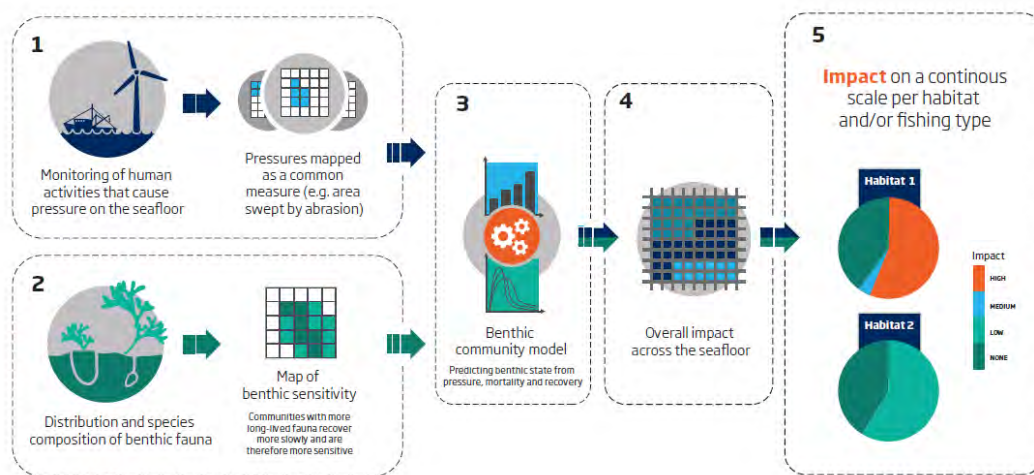 1
Monitoring of human
activities that cause
pressure on the seafloor
Pressures mapped
as a common
measure (e.g. area
swept by abrasion)
2
Distribution and species
composition of benthic fauna
Map of
benthic sensitivity
Communities with more
long-lived fauna recover
more slowly and are
therefore more sensitive
3
Benthic
community model
Predicting benthic state from
pressure, mortality and recovery
4
Overall impact
across the seafloor
5
Impact on a continous
scale per habitat
and/or fishing type
Habitat 1
Habitat 2
Impact
HIGH
MEDIUM
LOW
NONE